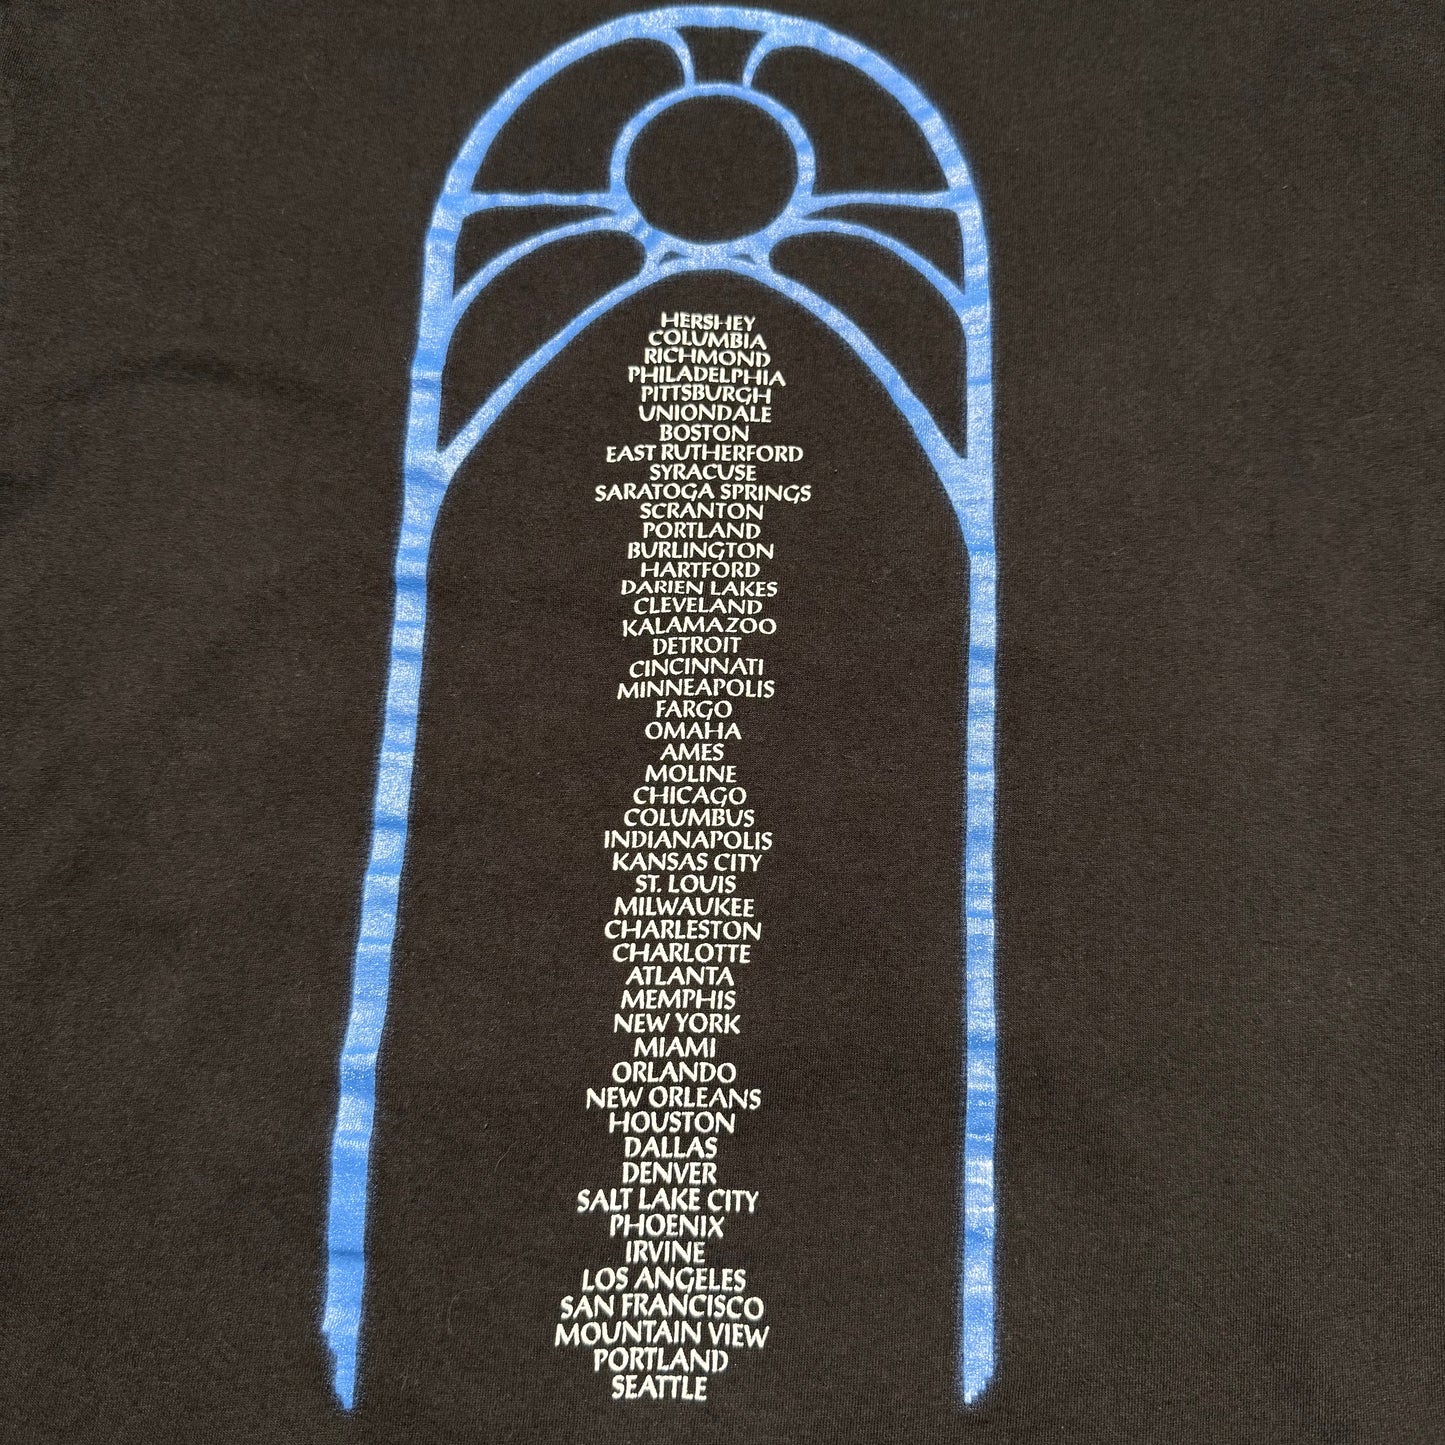 HERSHEY
COLUMBIA
RICHMOND
PHILADELPHIA
PITTSBURGH
UNIONDALE
BOSTON
EAST RUTHERFORD
SYRACUSE
SARATOGA SPRINGS
SCRANTON
PORTLAND
BURLINGTON
HARTFORD
DARIEN LAKES
CLEVELAND
KALAMAZOO
DETROIT
CINCINNATI
MINNEAPOLIS
FARGO
OMAHA
AMES
MOLINE
CHICAGO
COLUMBUS
INDIANAPOLIS
KANSAS CITY
ST. LOUIS
MILWAUKEE
CHARLESTON
CHARLOTTE
ATLANTA
MEMPHIS
NEW YORK
MIAMI
ORLANDO
NEW ORLEANS
HOUSTON
DALLAS
DENVER
SALT LAKE CITY
PHOENIX
IRVINE
LOS ANGELES
SAN FRANCISCO
MOUNTAIN VIEW
PORTLAND
SEATTLE